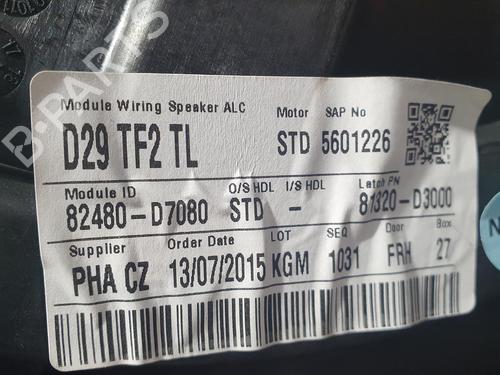 B-PARTS
Module Wiring Speaker ALC Motor SAP No
D29 TF2 TL STD 5601226
Module ID O/S HDL I/S HDL Latch PN
82480-D7080 STD - 81320-D3000
Supplier Order Date LOT SEQ Door Boxs
PHA CZ 13/07/2015 KGM 1031 FRH 27
N